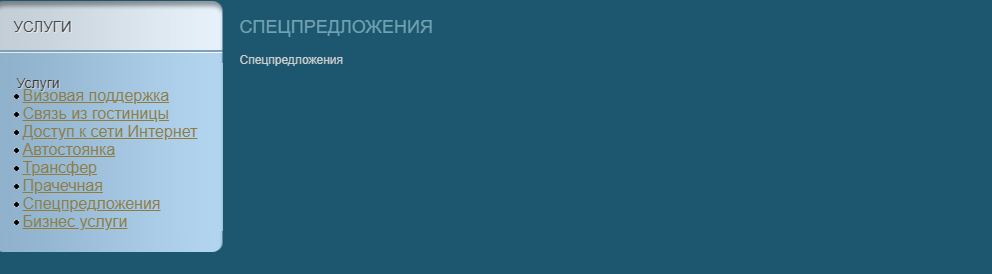 УСЛУГИ
СПЕЦПРЕДЛОЖЕНИЯ
Спецпредложения
Услуги
Визовая поддержка
Связь из гостиницы
Доступ к сети Интернет
Автостоянка
Трансфер
Прачечная
Спецпредложения
Бизнес услуги